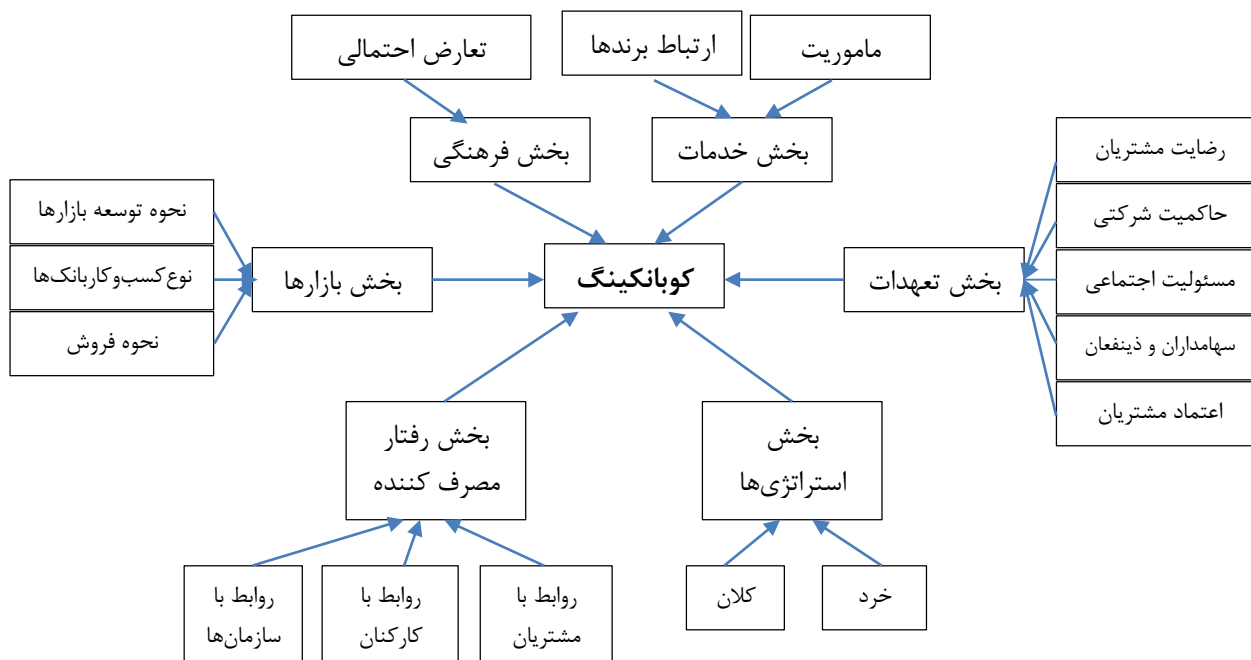 ماموریت
ارتباط برندها
تعارض احتمالی
بخش خدمات
بخش فرهنگی
رضایت مشتریان
حاکمیت شرکتی
مسئولیت اجتماعی
سهامداران و ذینفعان
اعتماد مشتریان
بخش تعهدات
کوبانکینگ
بخش بازارها
نحوه توسعه بازارها
نوع‌کسب‌وکاربانک‌ها
نحوه فروش
بخش
استراتژی‌ها
بخش رفتار
مصرف کننده
خرد
کلان
روابط با
مشتریان
روابط با
کارکنان
روابط با
سازمان‌ها